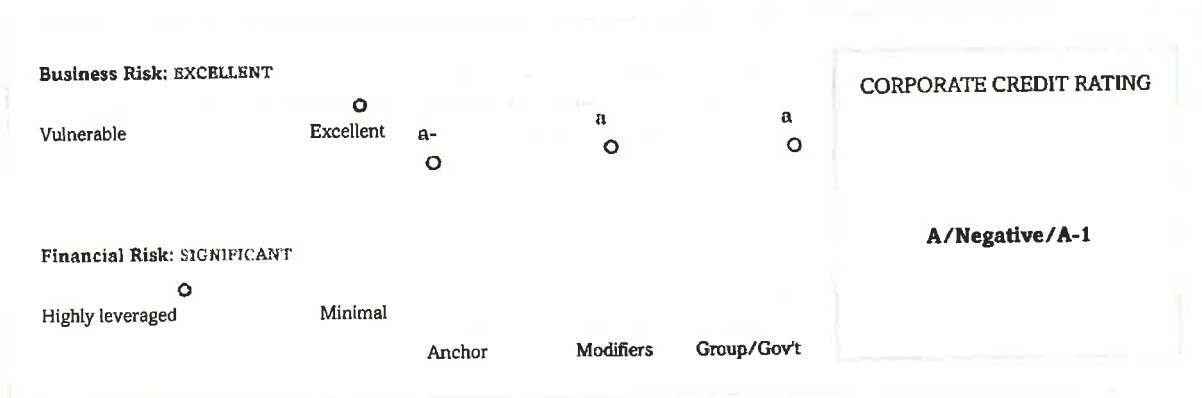 Business Risk: EXCELLENT
Vulnerable
Excellent
a-
a
a
Financial Risk: SIGNIFICANT
Highly leveraged
Minimal
Anchor
Modifiers
Group/Gov't
CORPORATE CREDIT RATING
A/Negative/A-1